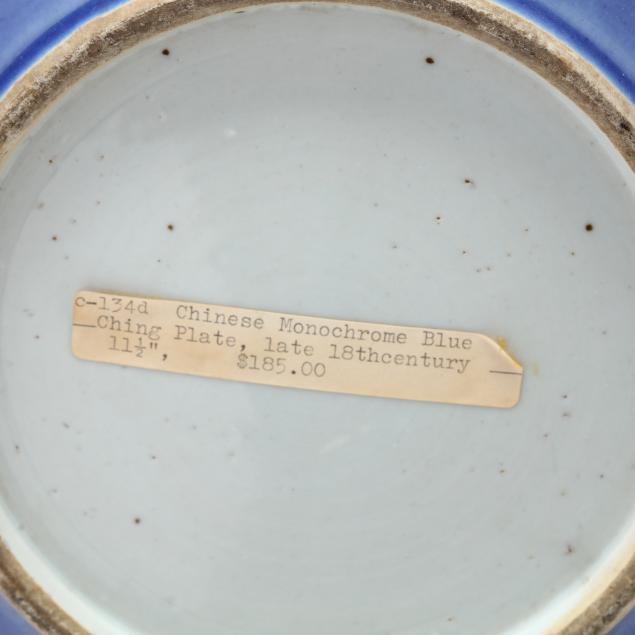 c-134d Chinese Monochrome Blue
Ching Plate, late 18thcentury
11½", $185.00